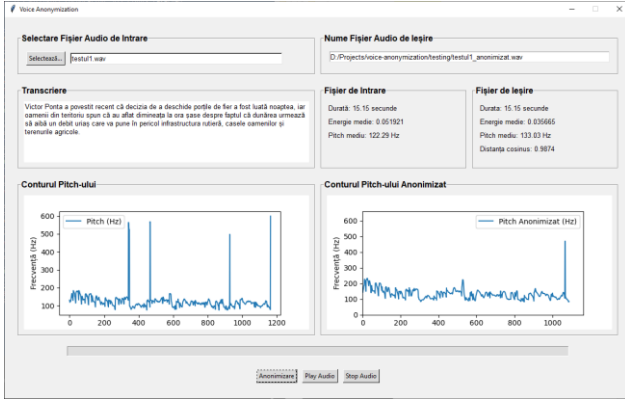 Voice Anonymization
Selectare Fișier Audio de Intrare
Selectează...
testul1.wav
Nume Fișier Audio de Ieșire
D:/Projects/voice-anonymization/testing/testul1_anonimizat.wav
Transcriere
Victor Ponta a povestit recent că decizia de a deschide porțile de fier a fost luată noaptea, iar
oamenii din teritoriu spun că au aflat dimineața la ora șase despre faptul că dunărea urmează
să aibă un debit uriaș care va pune în pericol infrastructura rutieră, casele oamenilor și
terenurile agricole.
Fișier de Intrare
Durată: 15.15 secunde
Energie medie: 0.051921
Pitch mediu: 122.29 Hz
Fișier de Ieșire
Durata: 15.15 secunde
Energie medie: 0.035665
Pitch mediu: 133.03 Hz
Distanța cosinus: 0.9874
Conturul Pitch-ului
Pitch (Hz)
Frecvență (Hz)
600
500
400
300
200
100
0 200 400 600 800 1000 1200
Conturul Pitch-ului Anonimizat
Pitch Anonimizat (Hz)
Frecvență (Hz)
600
500
400
300
200
100
0
0 200 400 600 800 1000
Anonimizare
Play Audio
Stop Audio